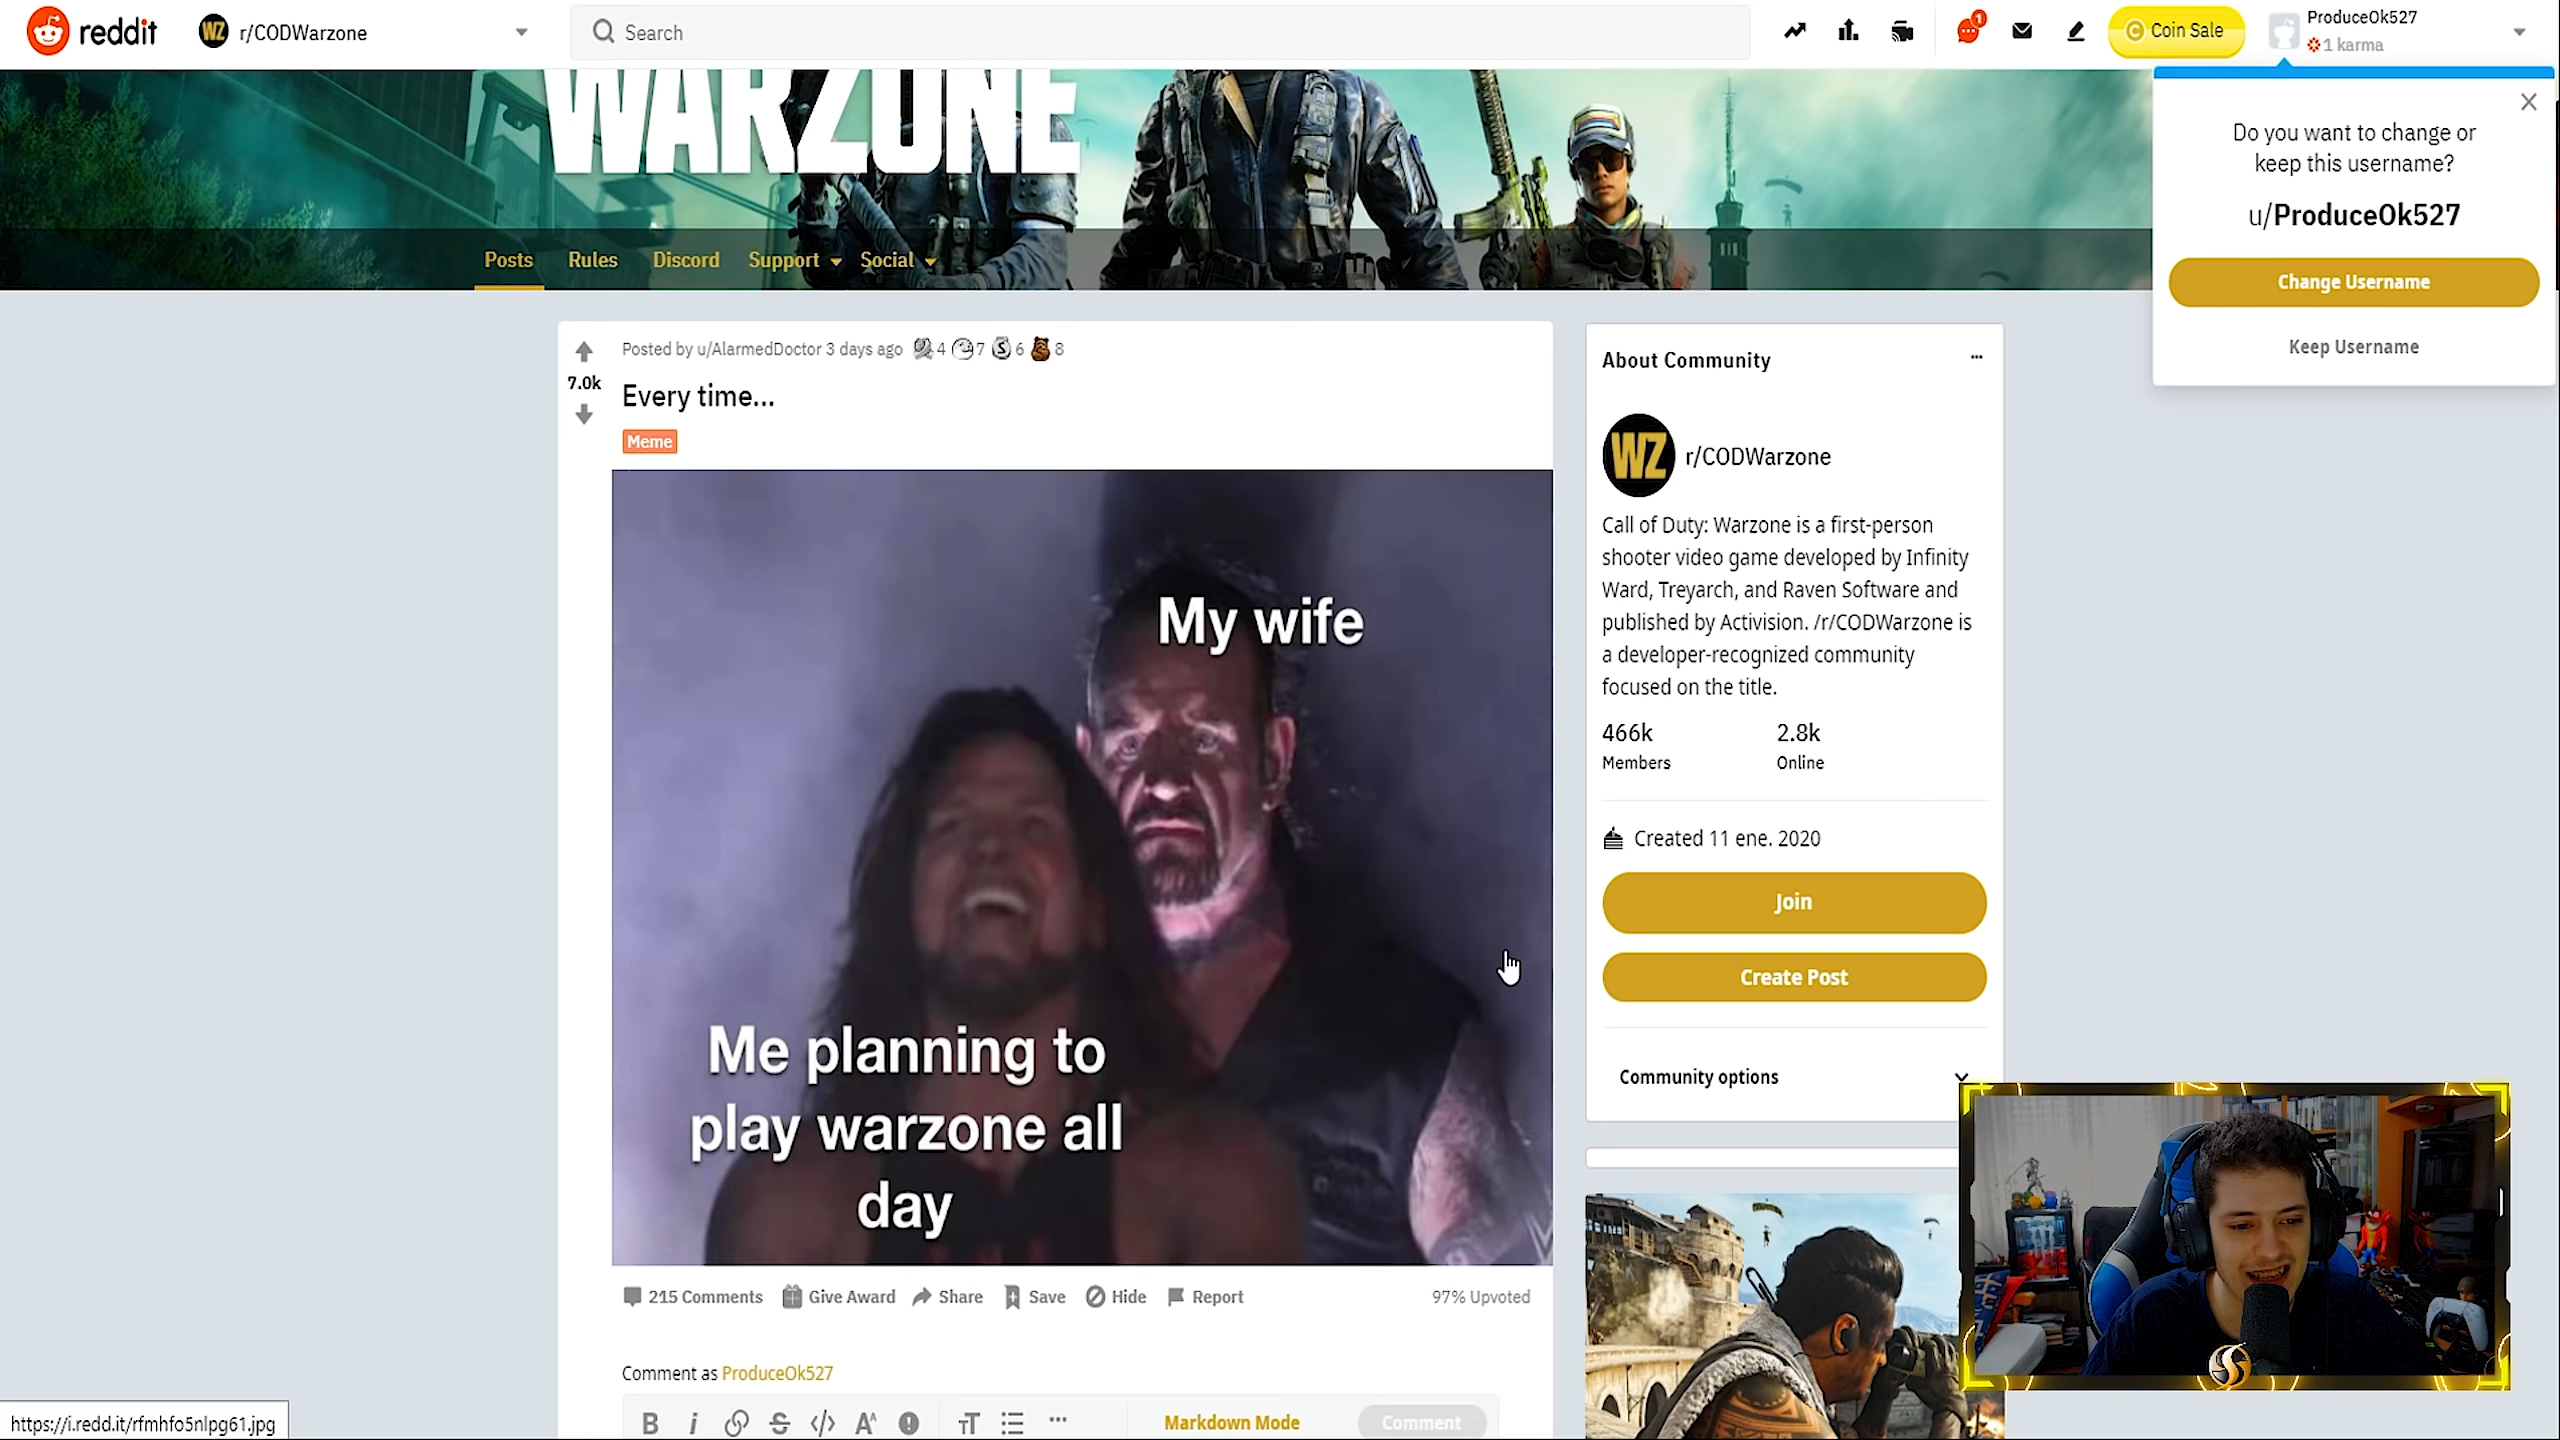 reddit
WZ r/CODWarzone
Search
1
Coin Sale
ProduceOk527
1 karma
WARZONE
Do you want to change or
keep this username?
u/ProduceOk527
Change Username
Keep Username
Posts Rules Discord Support Social
Posted by u/AlarmedDoctor 3 days ago 4 7 6 8
7.0k
Every time...
Meme
My wife
Me planning to
play warzone all
day
215 Comments Give Award Share Save Hide Report 97% Upvoted
Comment as ProduceOk527
Markdown Mode Comment
About Community
WZ r/CODWarzone
Call of Duty: Warzone is a first-person
shooter video game developed by Infinity
Ward, Treyarch, and Raven Software and
published by Activision. /r/CODWarzone is
a developer-recognized community
focused on the title.
466k 2.8k
Members Online
Created 11 ene. 2020
Join
Create Post
Community options
https://i.redd.it/rfmhfo5nlpg61.jpg